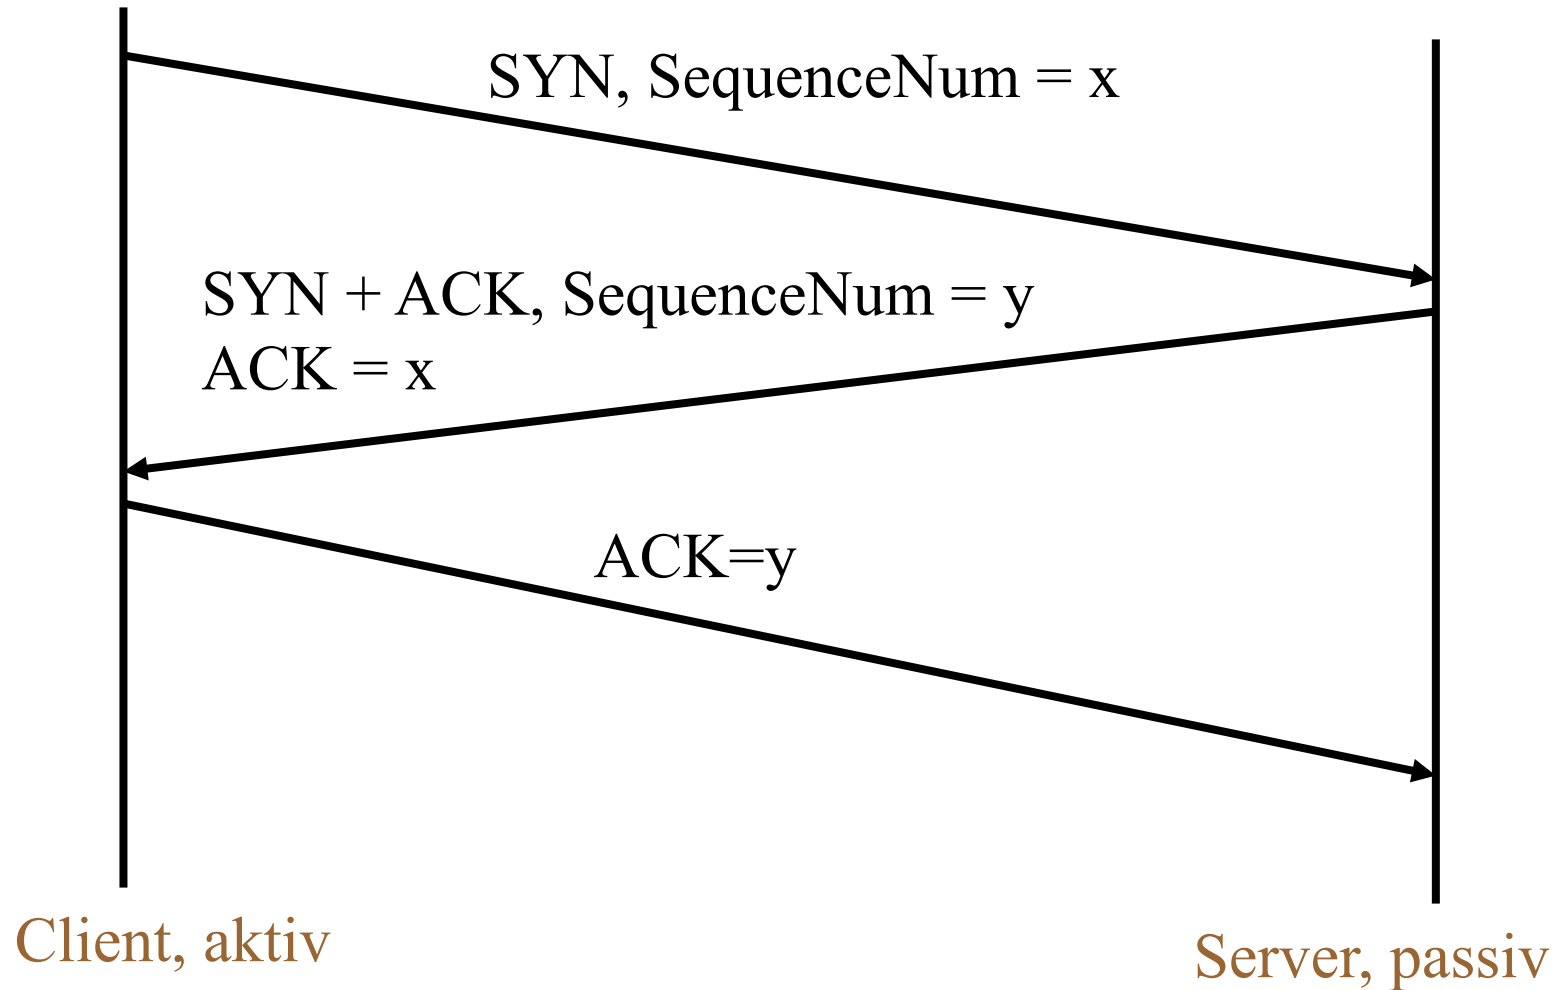 SYN, SequenceNum = x
SYN + ACK, SequenceNum = y
ACK = x
ACK=y
Client, aktiv
Server, passiv